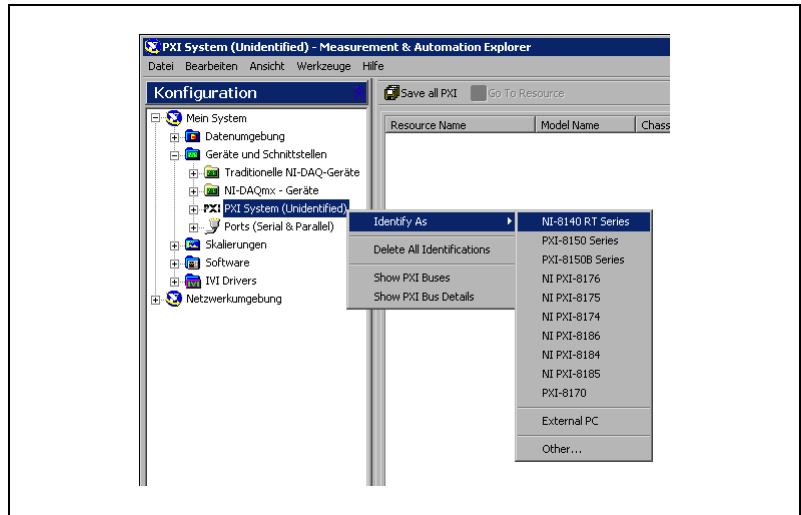 PXI System (Unidentified) - Measurement & Automation Explorer
Datei Bearbeiten Ansicht Werkzeuge Hilfe
Konfiguration
Save all PXI Go To Resource
Resource Name Model Name Chass
Mein System
Datenumgebung
Geräte und Schnittstellen
Traditionelle NI-DAQ-Geräte
NI-DAQmx - Geräte
PXI PXI System (Unidentified)
Ports (Serial & Parallel)
Skalierungen
Software
IVI Drivers
Netzwerkumgebung
Identify As
Delete All Identifications
Show PXI Buses
Show PXI Bus Details
NI-8140 RT Series
PXI-8150 Series
PXI-8150B Series
NI PXI-8176
NI PXI-8175
NI PXI-8174
NI PXI-8186
NI PXI-8184
NI PXI-8185
PXI-8170
External PC
Other...